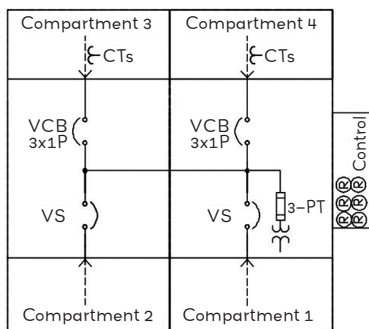 Compartment 3
Compartment 4
CTs
CTs
VCB
3x1P
VCB
3x1P
Control
R R
R R
R R
VS
VS
3-PT
Compartment 2
Compartment 1